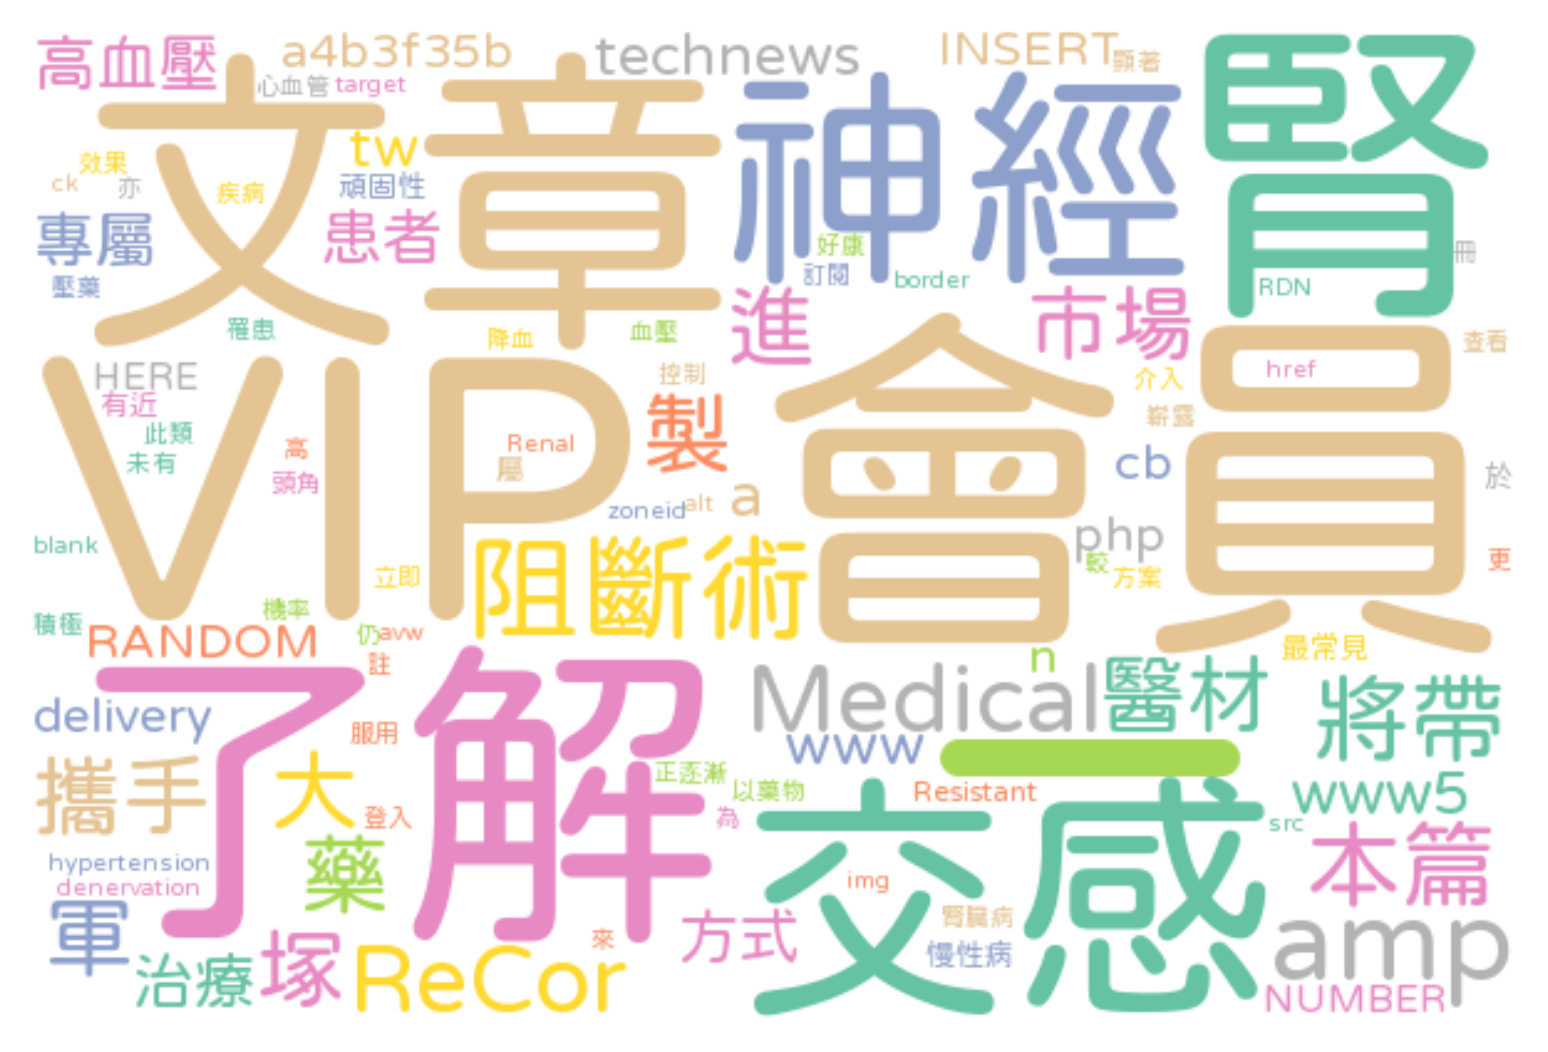 高血壓
a4b3f35b
technews
INSERT
顯著
腎
心血管
target
文章
神經
tw
效果
ck
亦
疾病
頑固性
專屬
患者
好康
訂閱
border
冊
RDN
壓藥
罹患
降血
血壓
進
市場
查看
VIP
會員
HERE
有近
此類
未有
高
頭角
Renal
屬
控制
製
介入
嶄露
href
cb
於
zoneid
alt
a
php
較
方案
更
blank
阻斷術
立即
機率
積極
RANDOM
仍
avw
註
最常見
n
了解
Medical
醫材
將帶
delivery
服用
www
正逐漸
以藥物
為
Resistant
www5
src
攜手
大
登入
交感
本篇
hypertension
denervation
藥
img
腎臟病
慢性病
amp
軍
治療
塚
ReCor
來
方式
NUMBER